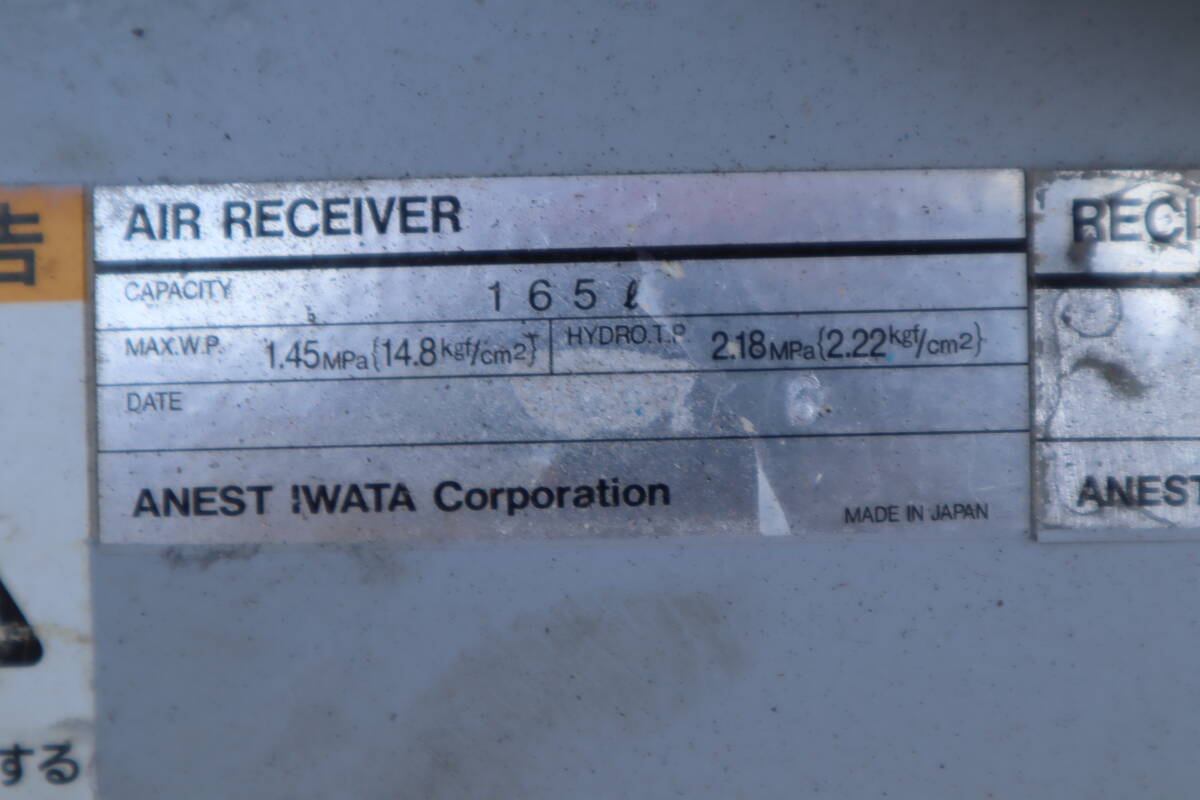 AIR RECEIVER
CAPACITY 165ℓ
MAX.W.P. 1.45MPa{14.8kgf/cm2} HYDRO.T.P 2.18MPa{2.22kgf/cm2}
DATE
ANEST IWATA Corporation
MADE IN JAPAN
RECI
ANEST
告
する